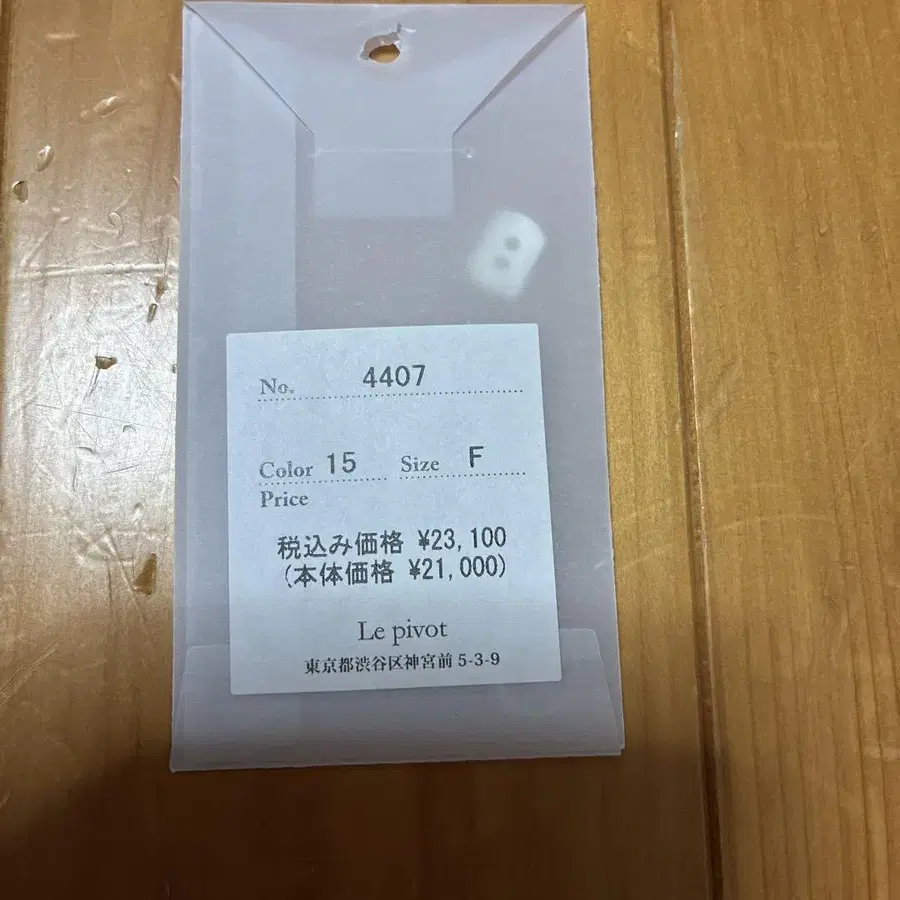 No. 4407
Color 15 Size F
Price
税込み価格 ¥23,100
(本体価格 ¥21,000)
Le pivot
東京都渋谷区神宮前 5-3-9